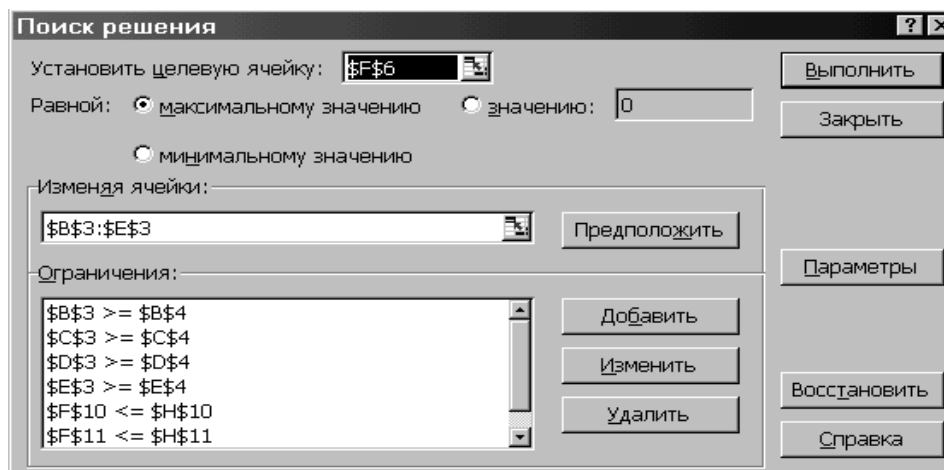 Поиск решения
Установить целевую ячейку: $F$6
Выполнить
Равной: максимальному значению значению: 0
Закрыть
минимальному значению
Изменяя ячейки:
$B$3:$E$3
Предположить
Ограничения:
Параметры
$B$3 >= $B$4
Добавить
$C$3 >= $C$4
$D$3 >= $D$4
Изменить
$E$3 >= $E$4
Восстановить
$F$10 <= $H$10
Удалить
$F$11 <= $H$11
Справка